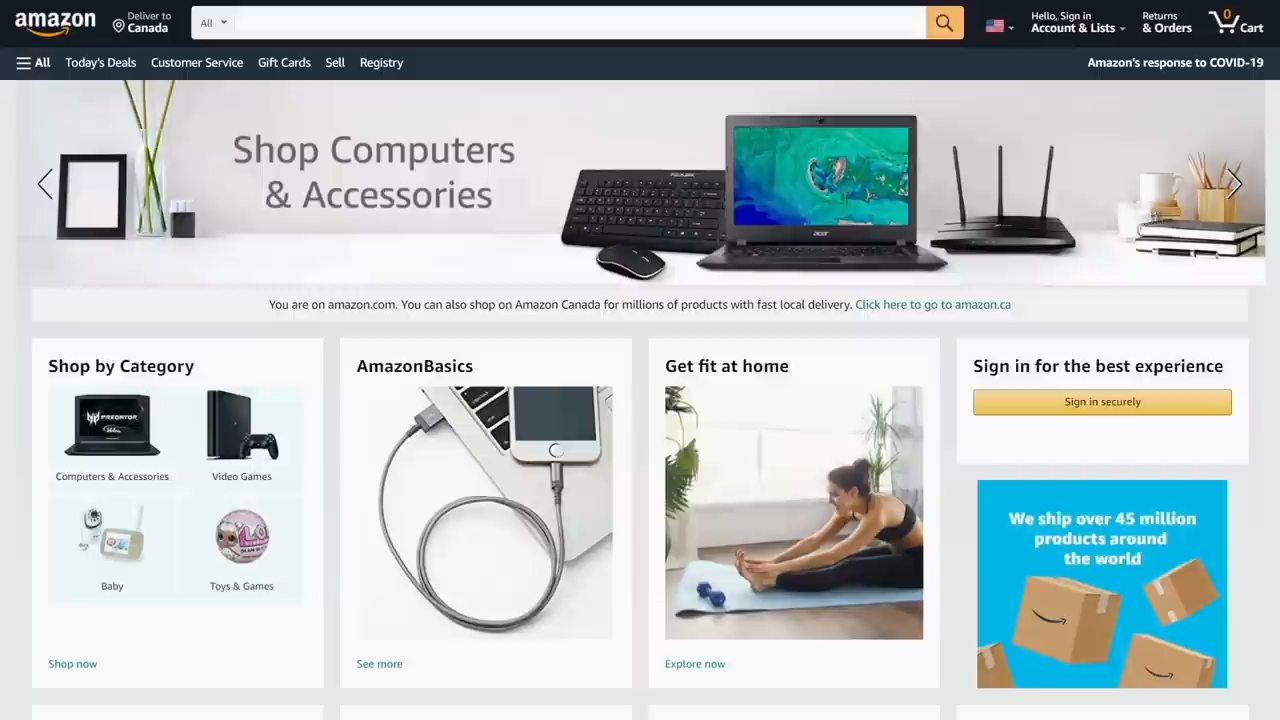 amazon
Deliver to
Canada
All
Hello, Sign in
Account & Lists
Returns
& Orders
0
Cart
All
Today's Deals
Customer Service
Gift Cards
Sell
Registry
Amazon's response to COVID-19
Shop Computers
& Accessories
acer
You are on amazon.com. You can also shop on Amazon Canada for millions of products with fast local delivery. Click here to go to amazon.ca
Shop by Category
PREDATOR
Computers & Accessories
Video Games
Baby
Toys & Games
Shop now
AmazonBasics
See more
Get fit at home
Explore now
Sign in for the best experience
Sign in securely
We ship over 45 million
products around
the world